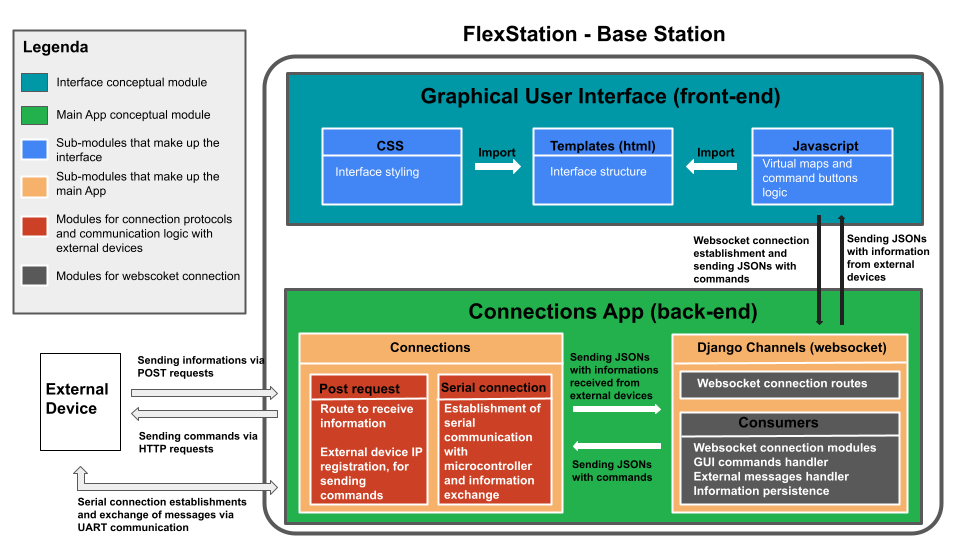 FlexStation - Base Station
Legenda
Interface conceptual module
Main App conceptual module
Sub-modules that make up the
interface
Sub-modules that make up the
main App
Modules for connection protocols
and communication logic with
external devices
Modules for webscoket connection
Graphical User Interface (front-end)
CSS
Interface styling
Import
Templates (html)
Interface structure
Import
Javascript
Virtual maps and
command buttons
logic
Websocket connection
establishment and
sending JSONs with
commands
Sending JSONs
with information
from external
devices
Connections App (back-end)
Connections
Post request
Route to receive
information
External device IP
registration, for
sending
commands
Serial connection
Establishment of
serial
communication
with
microcontroller
and information
exchange
Sending JSONs
with informations
received from
external devices
Sending JSONs
with commands
Django Channels (websocket)
Websocket connection routes
Consumers
Websocket connection modules
GUI commands handler
External messages handler
Information persistence
External
Device
Sending informations via
POST requests
Sending commands via
HTTP requests
Serial connection establishments
and exchange of messages via
UART communication